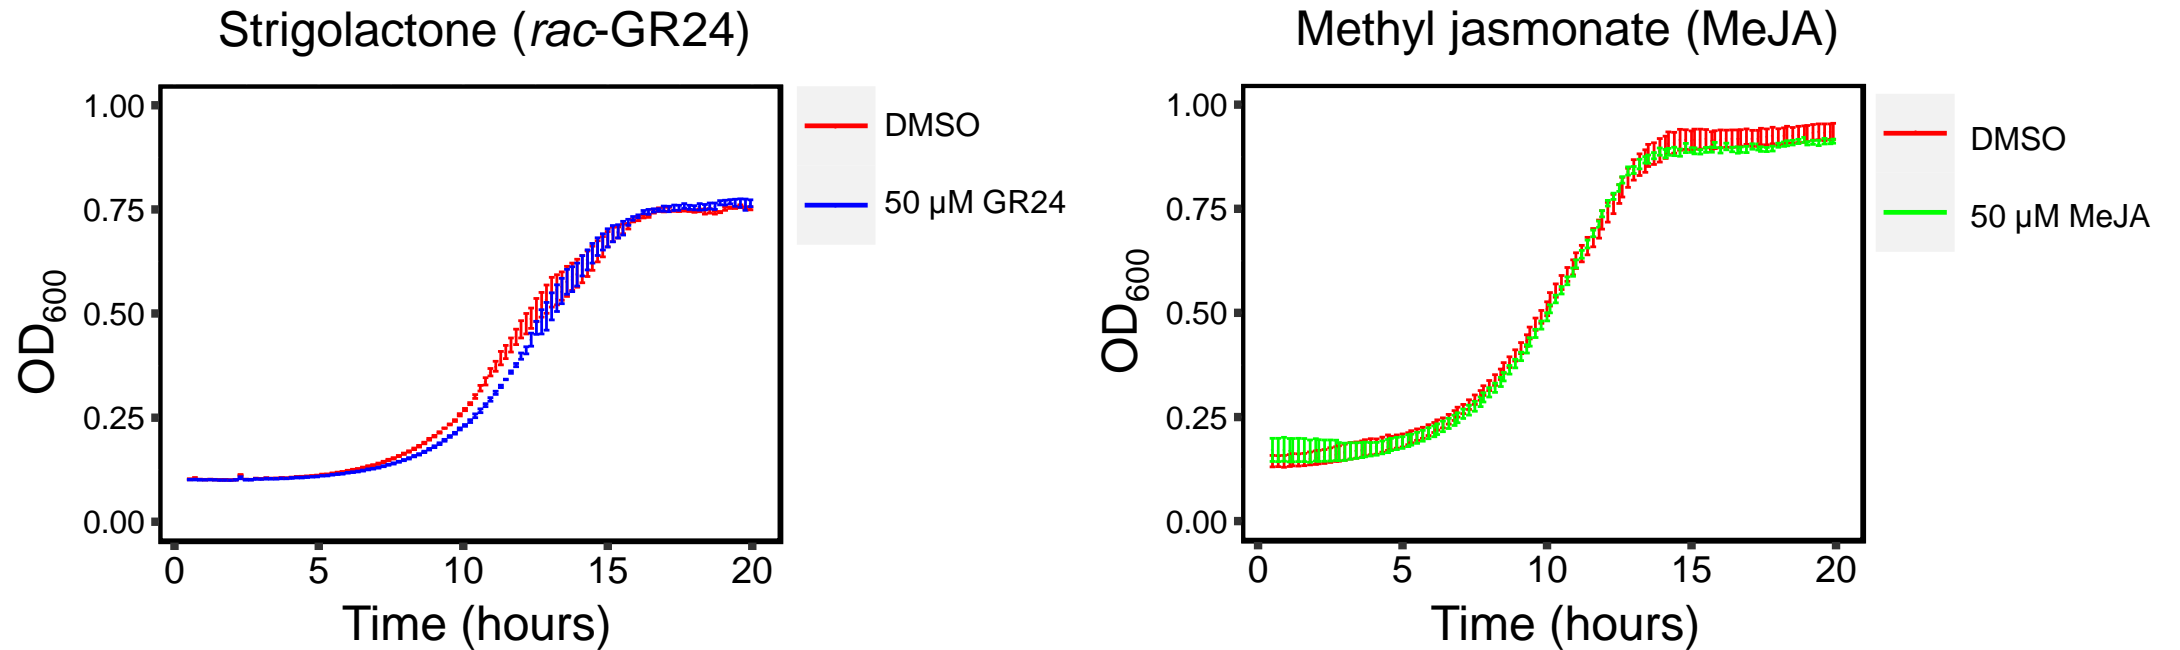 Strigolactone (rac-GR24)
1.00
0.75
0.50
0.25
0.00
OD600
0 5 10 15 20
Time (hours)
DMSO
50 µM GR24
Methyl jasmonate (MeJA)
1.00
0.75
0.50
0.25
0.00
OD600
0 5 10 15 20
Time (hours)
DMSO
50 µM MeJA